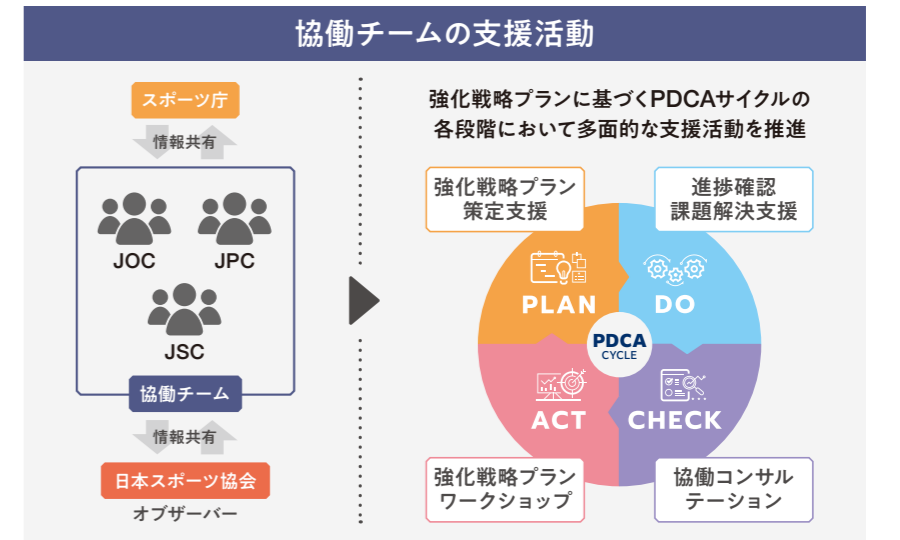 協働チームの支援活動
スポーツ庁
情報共有
JOC
JPC
JSC
協働チーム
情報共有
日本スポーツ協会
オブザーバー
強化戦略プランに基づくPDCAサイクルの
各段階において多面的な支援活動を推進
強化戦略プラン
策定支援
進捗確認
課題解決支援
PLAN
DO
PDCA
CYCLE
ACT
CHECK
強化戦略プラン
ワークショップ
協働コンサル
テーション